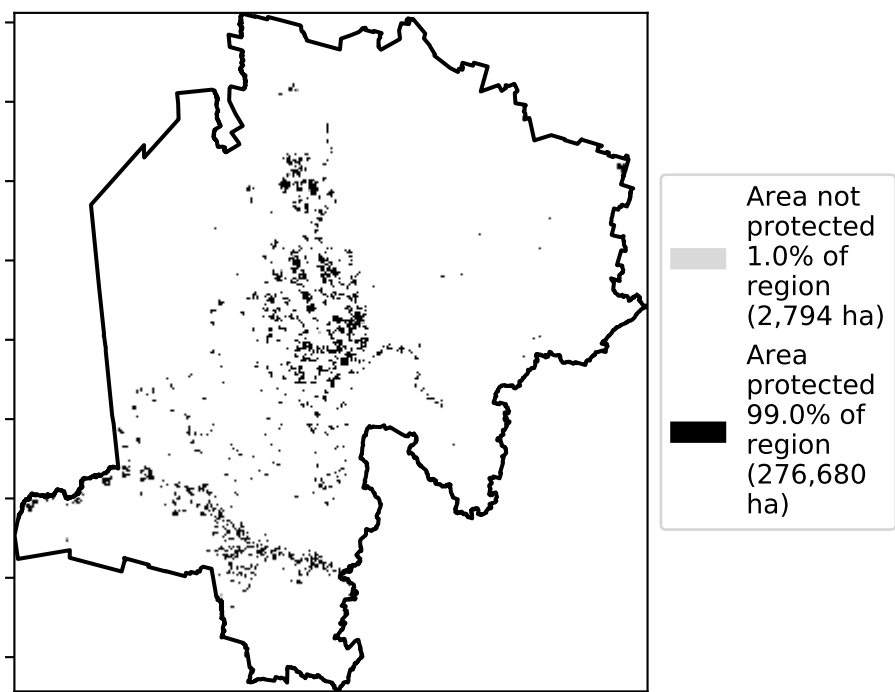 Area not
protected
1.0% of
region
(2,794 ha)
Area
protected
99.0% of
region
(276,680
ha)